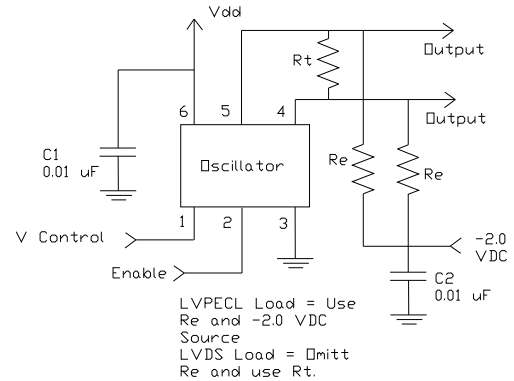 Vdd
Output
Rt
6 5 4
Output
C1
0.01 uF
Oscillator
Re
Re
1 2 3
V Control
-2.0
VDC
Enable
C2
0.01 uF
LVPECL Load = Use
Re and -2.0 VDC
Source
LVDS Load = Omitt
Re and use Rt.